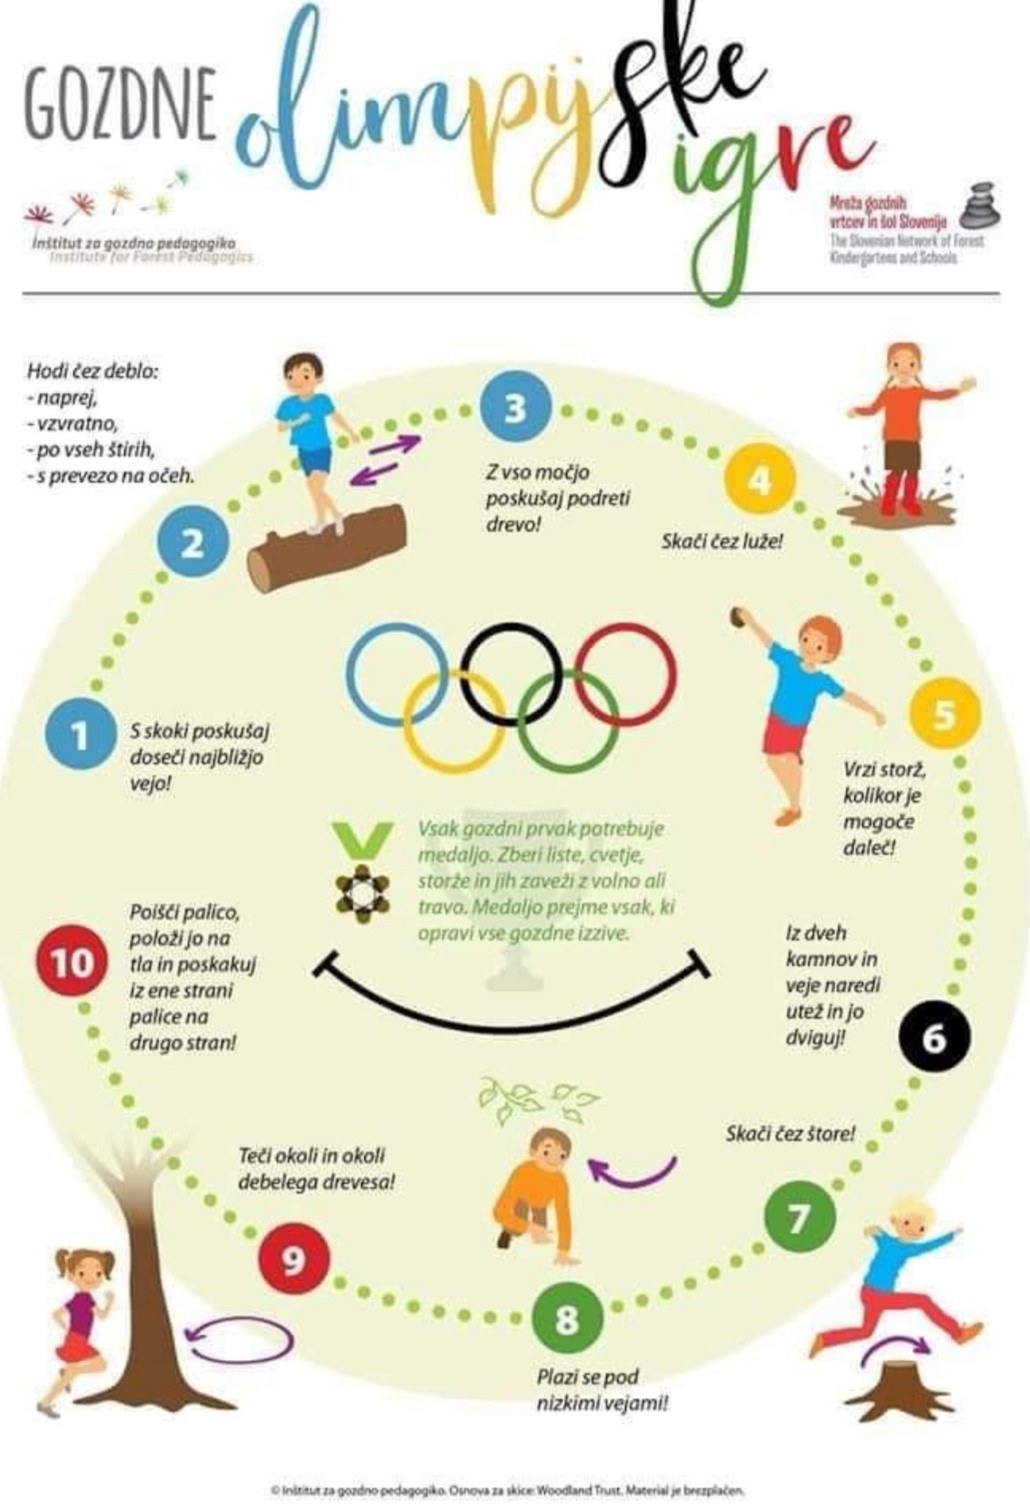 GOZDNE olimpijske
igre
Inštitut za gozdno pedagogiko
Institute for Forest Pedagogics
Mreža gozdnih
vrtcev in šol Slovenije
The Slovenian Network of Forest
Kindergartens and Schools
Hodi čez deblo:
- naprej,
- vzvratno,
- po vseh štirih,
- s prevezo na očeh.
2
3
Z vso močjo
poskušaj podreti
drevo!
4
Skači čez luže!
1
S skoki poskušaj
doseči najbližjo
vejo!
5
Vrzi storž,
kolikor je
mogoče
daleč!
Vsak gozdni prvak potrebuje
medaljo. Zberi liste, cvetje,
storže in jih zaveži z volno ali
travo. Medaljo prejme vsak, ki
opravi vse gozdne izzive.
10
Poišči palico,
položi jo na
tla in poskakuj
iz ene strani
palice na
drugo stran!
Iz dveh
kamnov in
veje naredi
utež in jo
dviguj!
6
Skači čez štore!
7
Teči okoli in okoli
debelega drevesa!
9
8
Plazi se pod
nizkimi vejami!
© Inštitut za gozdno pedagogiko. Osnova za skice: Woodland Trust. Material je brezplačen.